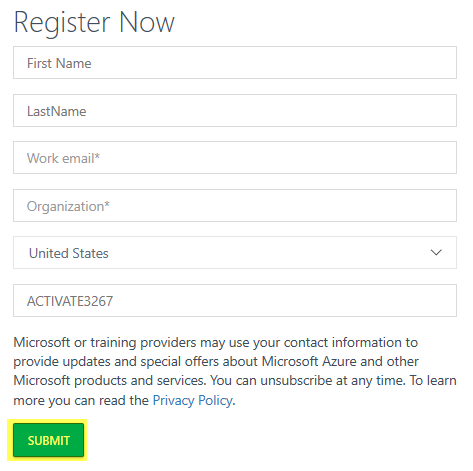 Register Now
First Name
LastName
Work email*
Organization*
United States
ACTIVATE3267
Microsoft or training providers may use your contact information to
provide updates and special offers about Microsoft Azure and other
Microsoft products and services. You can unsubscribe at any time. To learn
more you can read the Privacy Policy.
SUBMIT